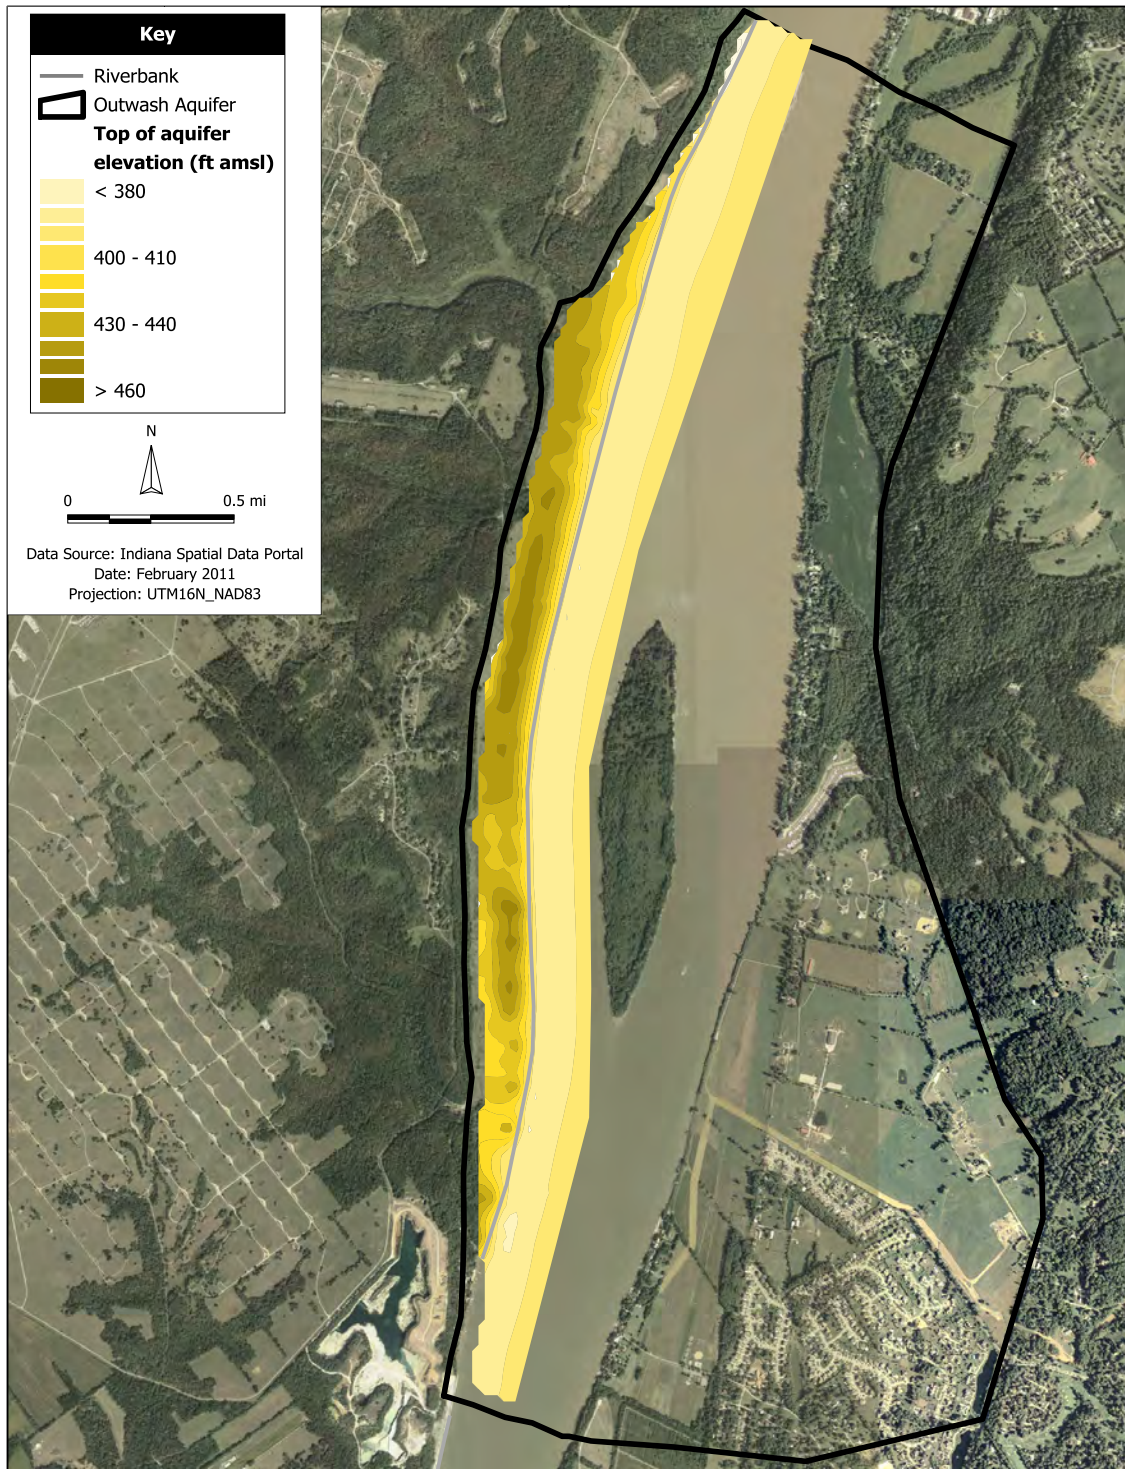 Key
Riverbank
Outwash Aquifer
Top of aquifer
elevation (ft amsl)
< 380
400 - 410
430 - 440
> 460
N
0 0.5 mi
Data Source: Indiana Spatial Data Portal
Date: February 2011
Projection: UTM16N_NAD83